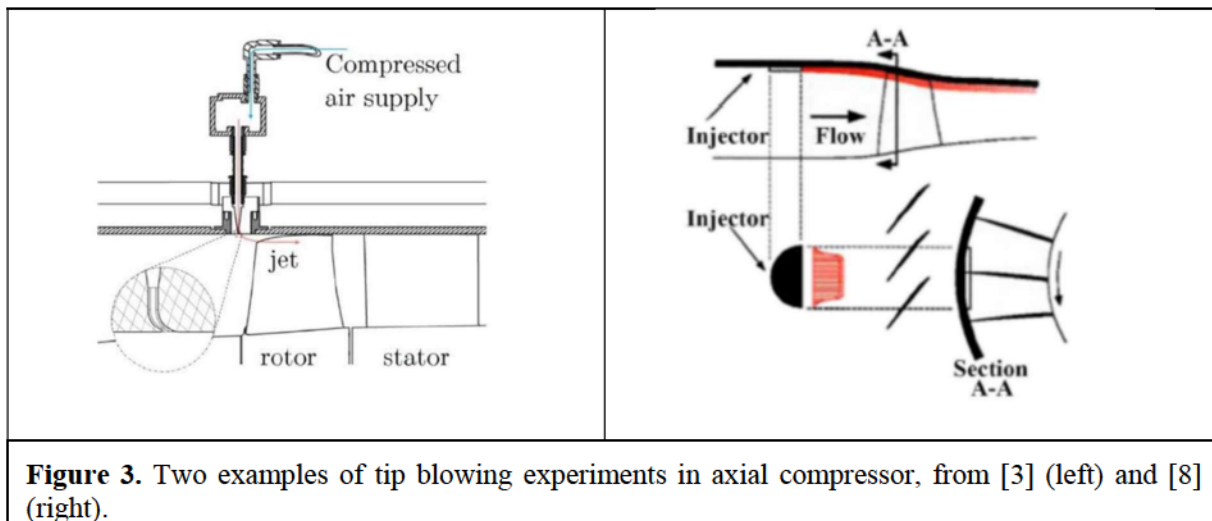 Compressed
air supply
jet
rotor
stator
A-A
Injector
Flow
Injector
Section
A-A
Figure 3. Two examples of tip blowing experiments in axial compressor, from [3] (left) and [8]
(right).